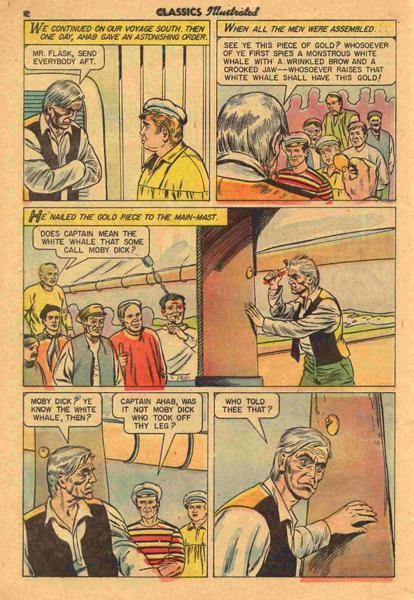 CLASSICS Illustrated
WE CONTINUED ON OUR VOYAGE SOUTH. THEN
ONE DAY, AHAB GAVE AN ASTONISHING ORDER.
MR. FLASK, SEND
EVERYBODY AFT.
WHEN ALL THE MEN WERE ASSEMBLED...
SEE YE THIS PIECE OF GOLD? WHOSOEVER
OF YE FIRST SPIES A MONSTROUS WHITE
WHALE WITH A WRINKLED BROW AND A
CROOKED JAW--WHOSOEVER RAISES THAT
WHITE WHALE SHALL HAVE THIS GOLD!
HE NAILED THE GOLD PIECE TO THE MAIN-MAST.
DOES CAPTAIN MEAN THE
WHITE WHALE THAT SOME
CALL MOBY DICK?
MOBY DICK? YE
KNOW THE WHITE
WHALE, THEN?
CAPTAIN AHAB, WAS
IT NOT MOBY DICK
WHO TOOK OFF
THY LEG?
WHO TOLD
THEE THAT?